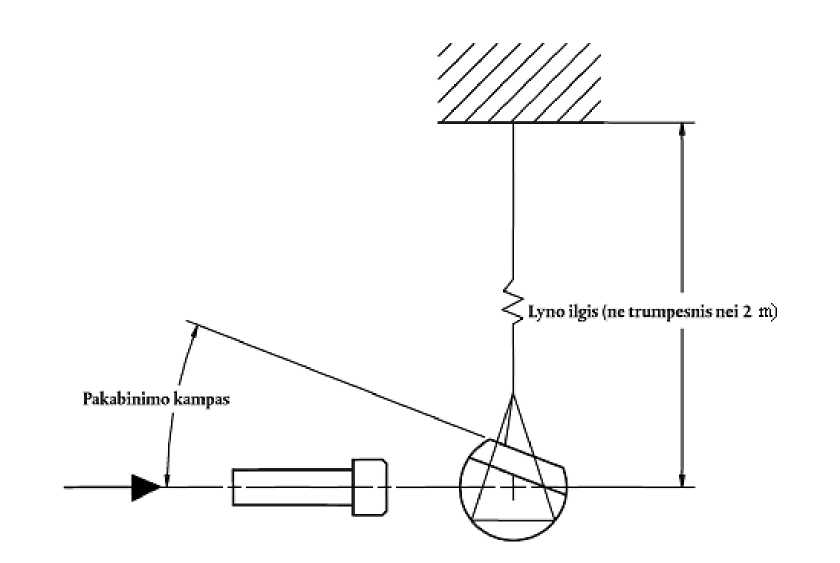 Lyno ilgis (ne trumpesnis nei 2 m)
Pakabinimo kampas